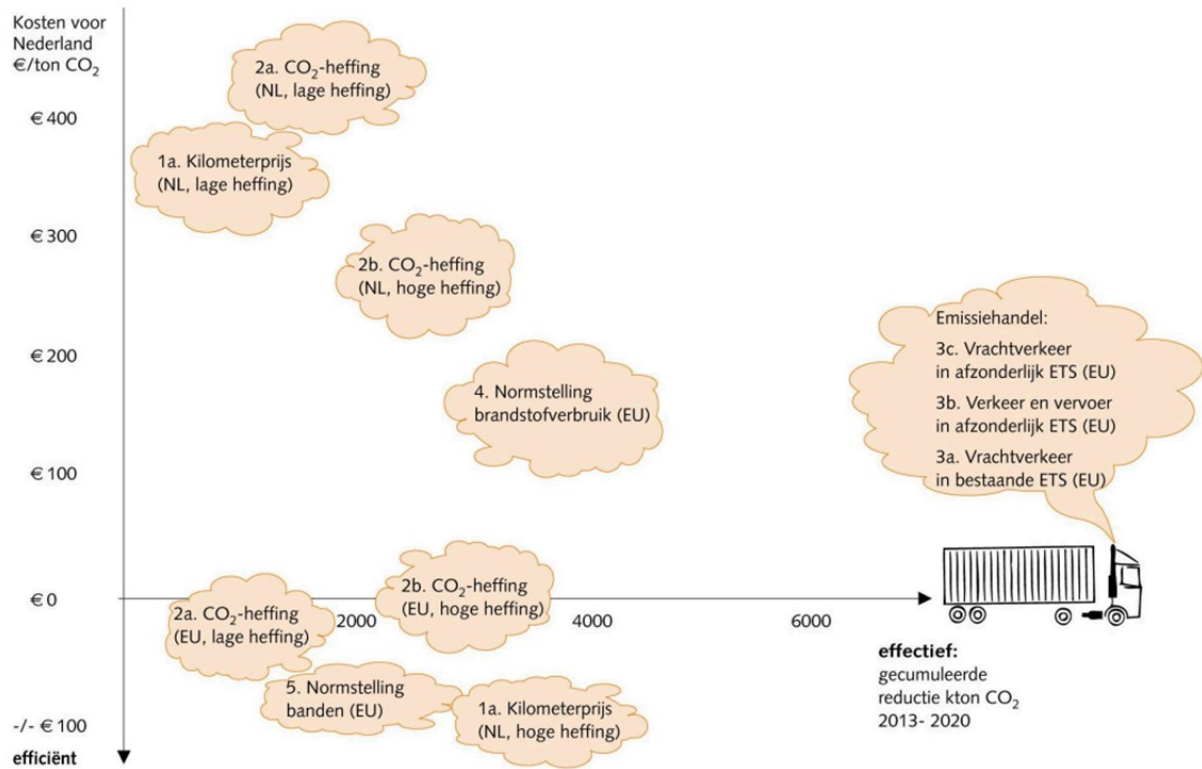 Kosten voor
Nederland
€/ton CO₂
€ 400
€ 300
€ 200
€ 100
€ 0
-/- € 100
efficiënt
2a. CO₂-heffing
(NL, lage heffing)
1a. Kilometerprijs
(NL, lage heffing)
2b. CO₂-heffing
(NL, hoge heffing)
4. Normstelling
brandstofverbruik (EU)
Emissiehandel:
3c. Vrachtverkeer
in afzonderlijk ETS (EU)
3b. Verkeer en vervoer
in afzonderlijk ETS (EU)
3a. Vrachtverkeer
in bestaande ETS (EU)
2a. CO₂-heffing
(EU, lage heffing)
2b. CO₂-heffing
(EU, hoge heffing)
5. Normstelling
banden (EU)
1a. Kilometerprijs
(NL, hoge heffing)
2000
4000
6000
effectief:
gecumuleerde
reductie kton CO₂
2013- 2020